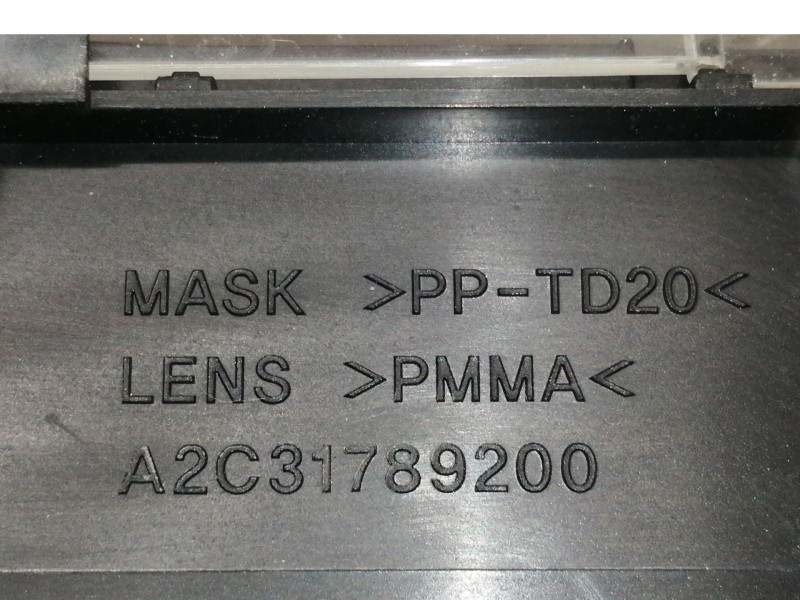 MASK >PP-TD20<
LENS >PMMA<
A2C31789200